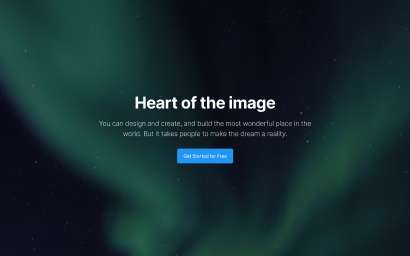 Heart of the image
You can design and create, and build the most wonderful place in the
world. But it takes people to make the dream a reality.
Get Started for Free